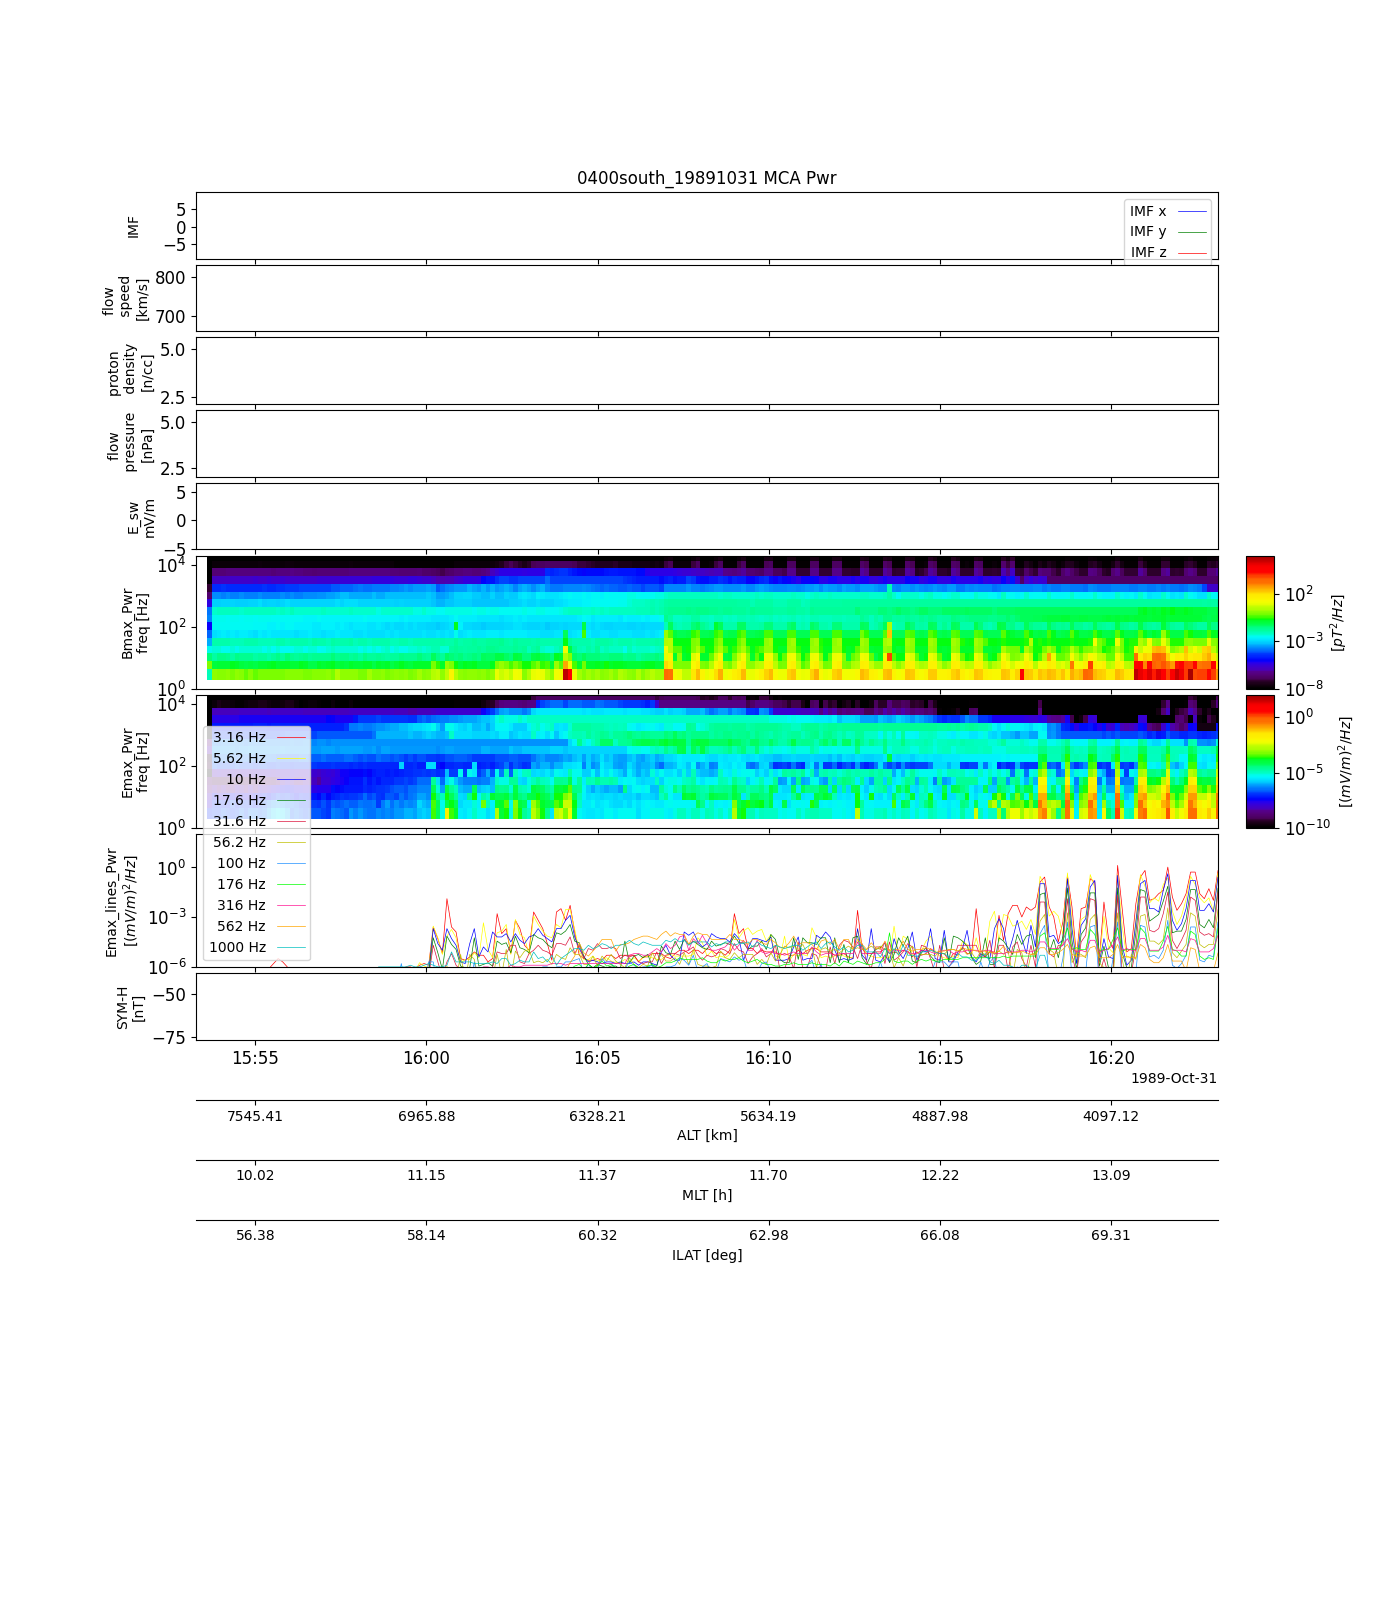 0400south_19891031 MCA Pwr
IMF
5
0
−5
IMF x
IMF y
IMF z
flow
speed
[km/s]
800
700
proton
density
[n/cc]
5.0
2.5
flow
pressure
[nPa]
5.0
2.5
E_sw
mV/m
5
0
−5
Bmax_Pwr
freq [Hz]
10^4
10^2
10^0
10^2
10^−3
10^−8
[pT^2/Hz]
Emax_Pwr
freq [Hz]
10^4
10^2
10^0
10^0
10^−5
10^−10
[(mV/m)^2/Hz]
3.16 Hz
5.62 Hz
10 Hz
17.6 Hz
31.6 Hz
56.2 Hz
100 Hz
176 Hz
316 Hz
562 Hz
1000 Hz
Emax_lines_Pwr
[(mV/m)^2/Hz]
10^0
10^−3
10^−6
SYM-H
[nT]
−50
−75
15:55 16:00 16:05 16:10 16:15 16:20
1989-Oct-31
7545.41 6965.88 6328.21 5634.19 4887.98 4097.12
ALT [km]
10.02 11.15 11.37 11.70 12.22 13.09
MLT [h]
56.38 58.14 60.32 62.98 66.08 69.31
ILAT [deg]